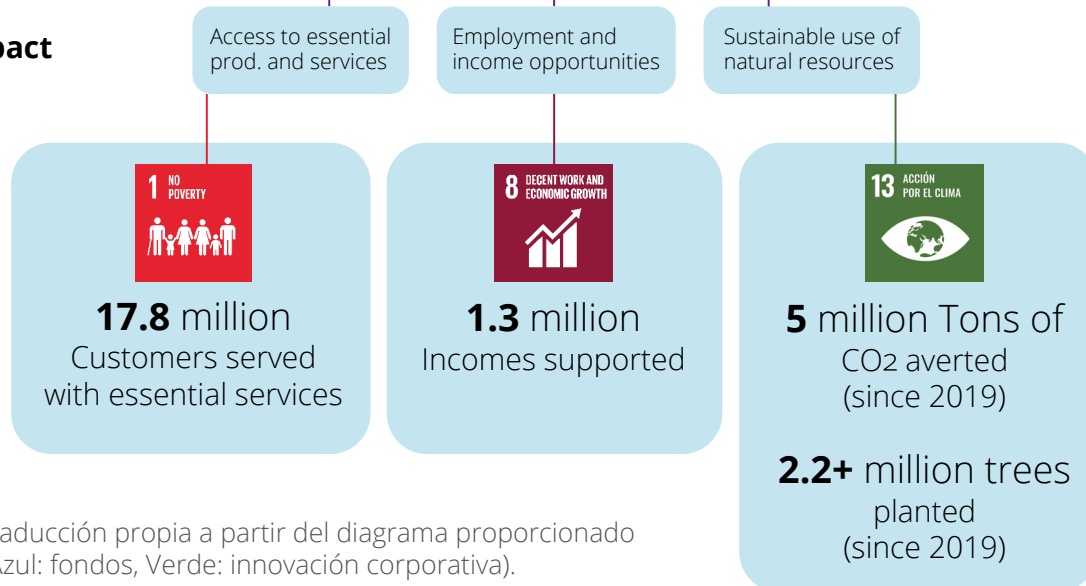 Access to essential
prod. and services
Employment and
income opportunities
Sustainable use of
natural resources
1 NO
POVERTY
17.8 million
Customers served
with essential services
8 DECENT WORK AND
ECONOMIC GROWTH
1.3 million
Incomes supported
13 ACCIÓN
POR EL CLIMA
5 million Tons of
CO2 averted
(since 2019)
2.2+ million trees
planted
(since 2019)
propia a partir del diagrama proporcionado
Azul: fondos, Verde: innovación corporativa).